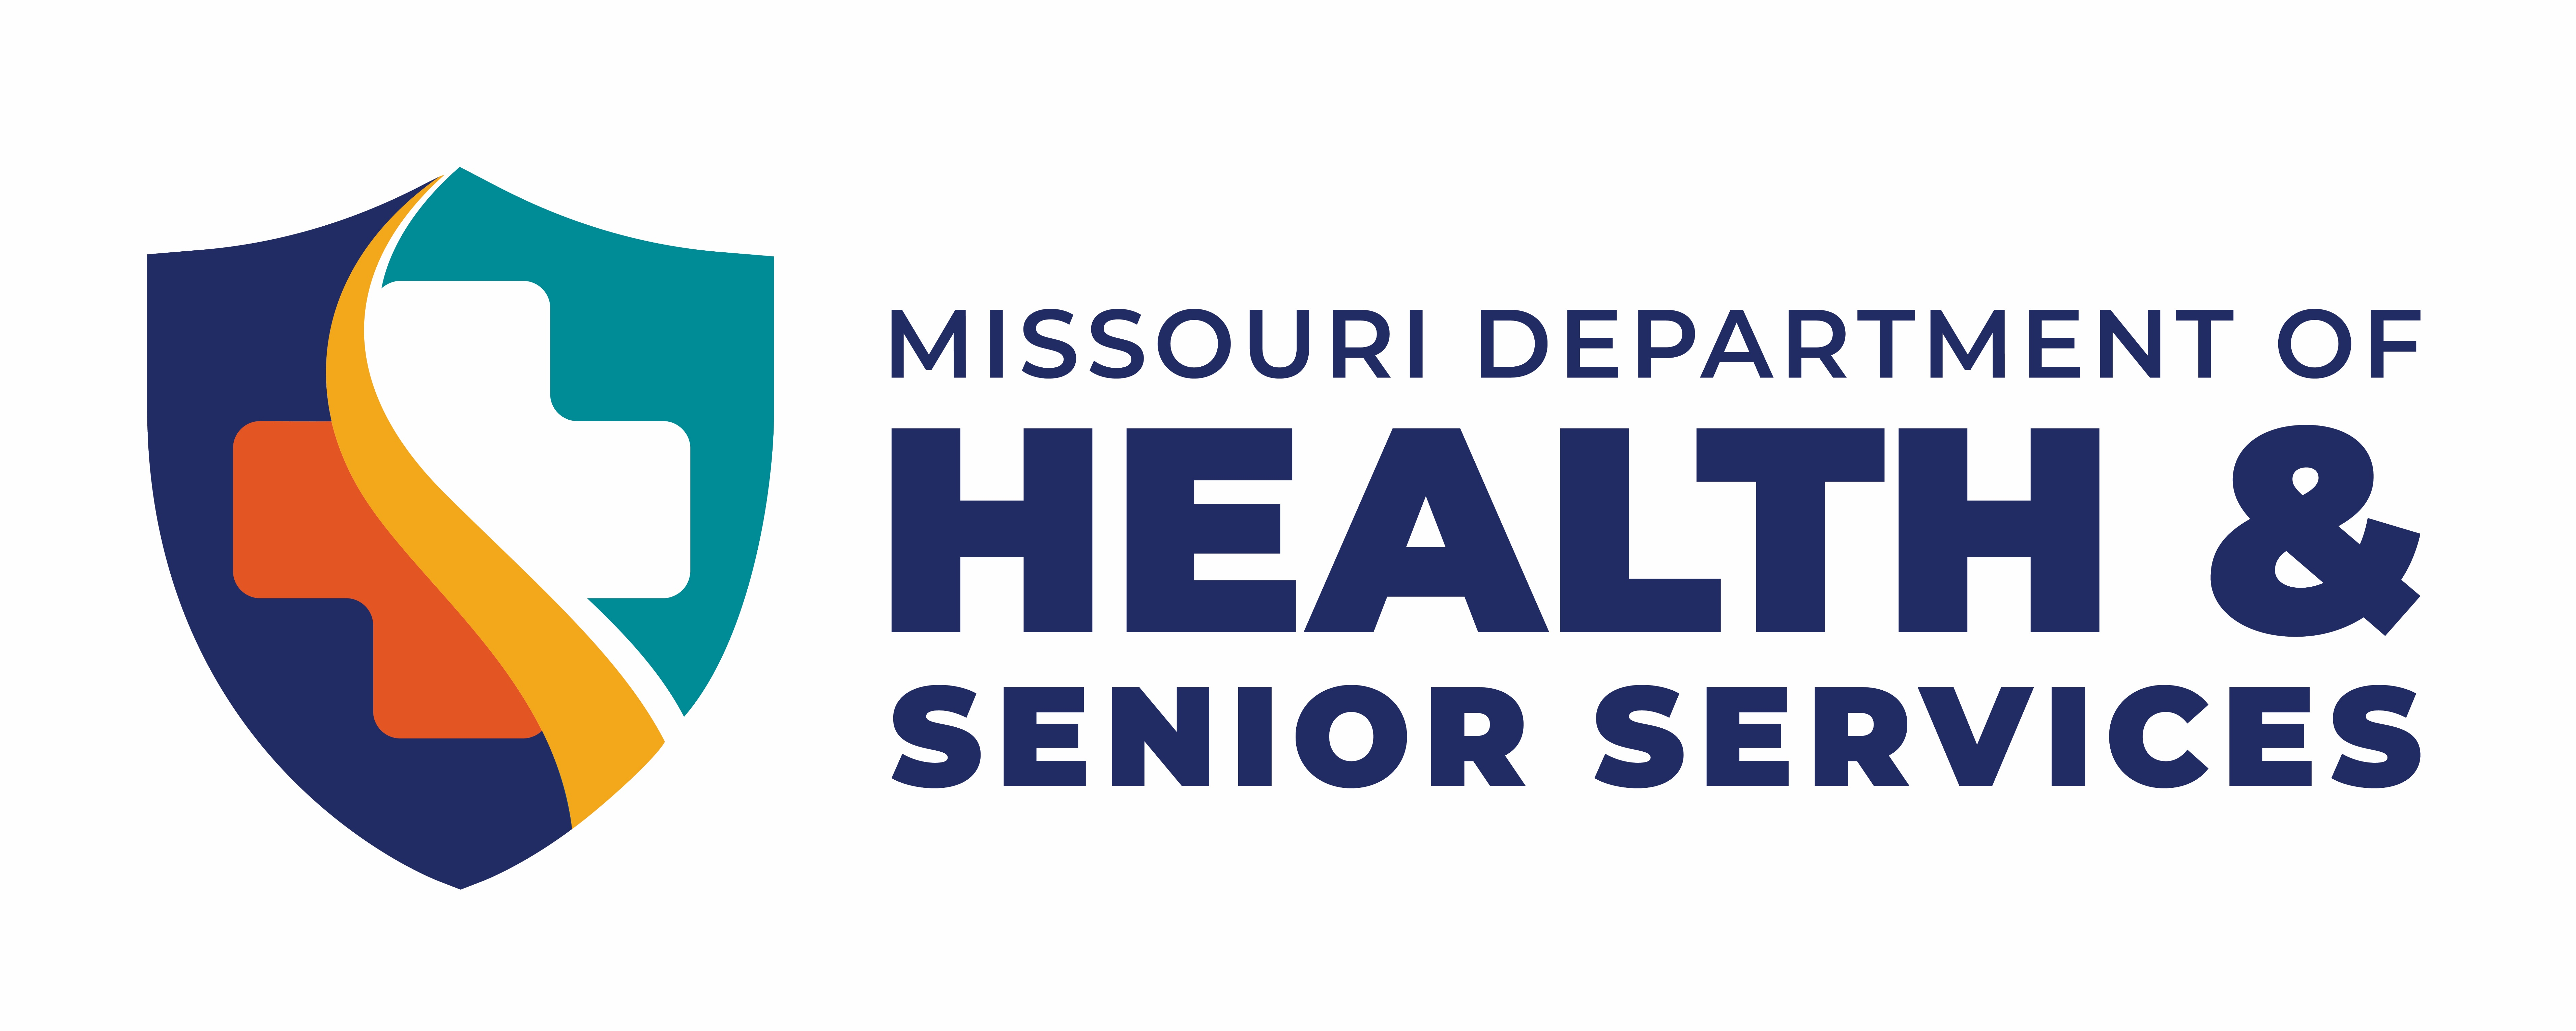 MISSOURI DEPARTMENT OF
HEALTH &
SENIOR SERVICES